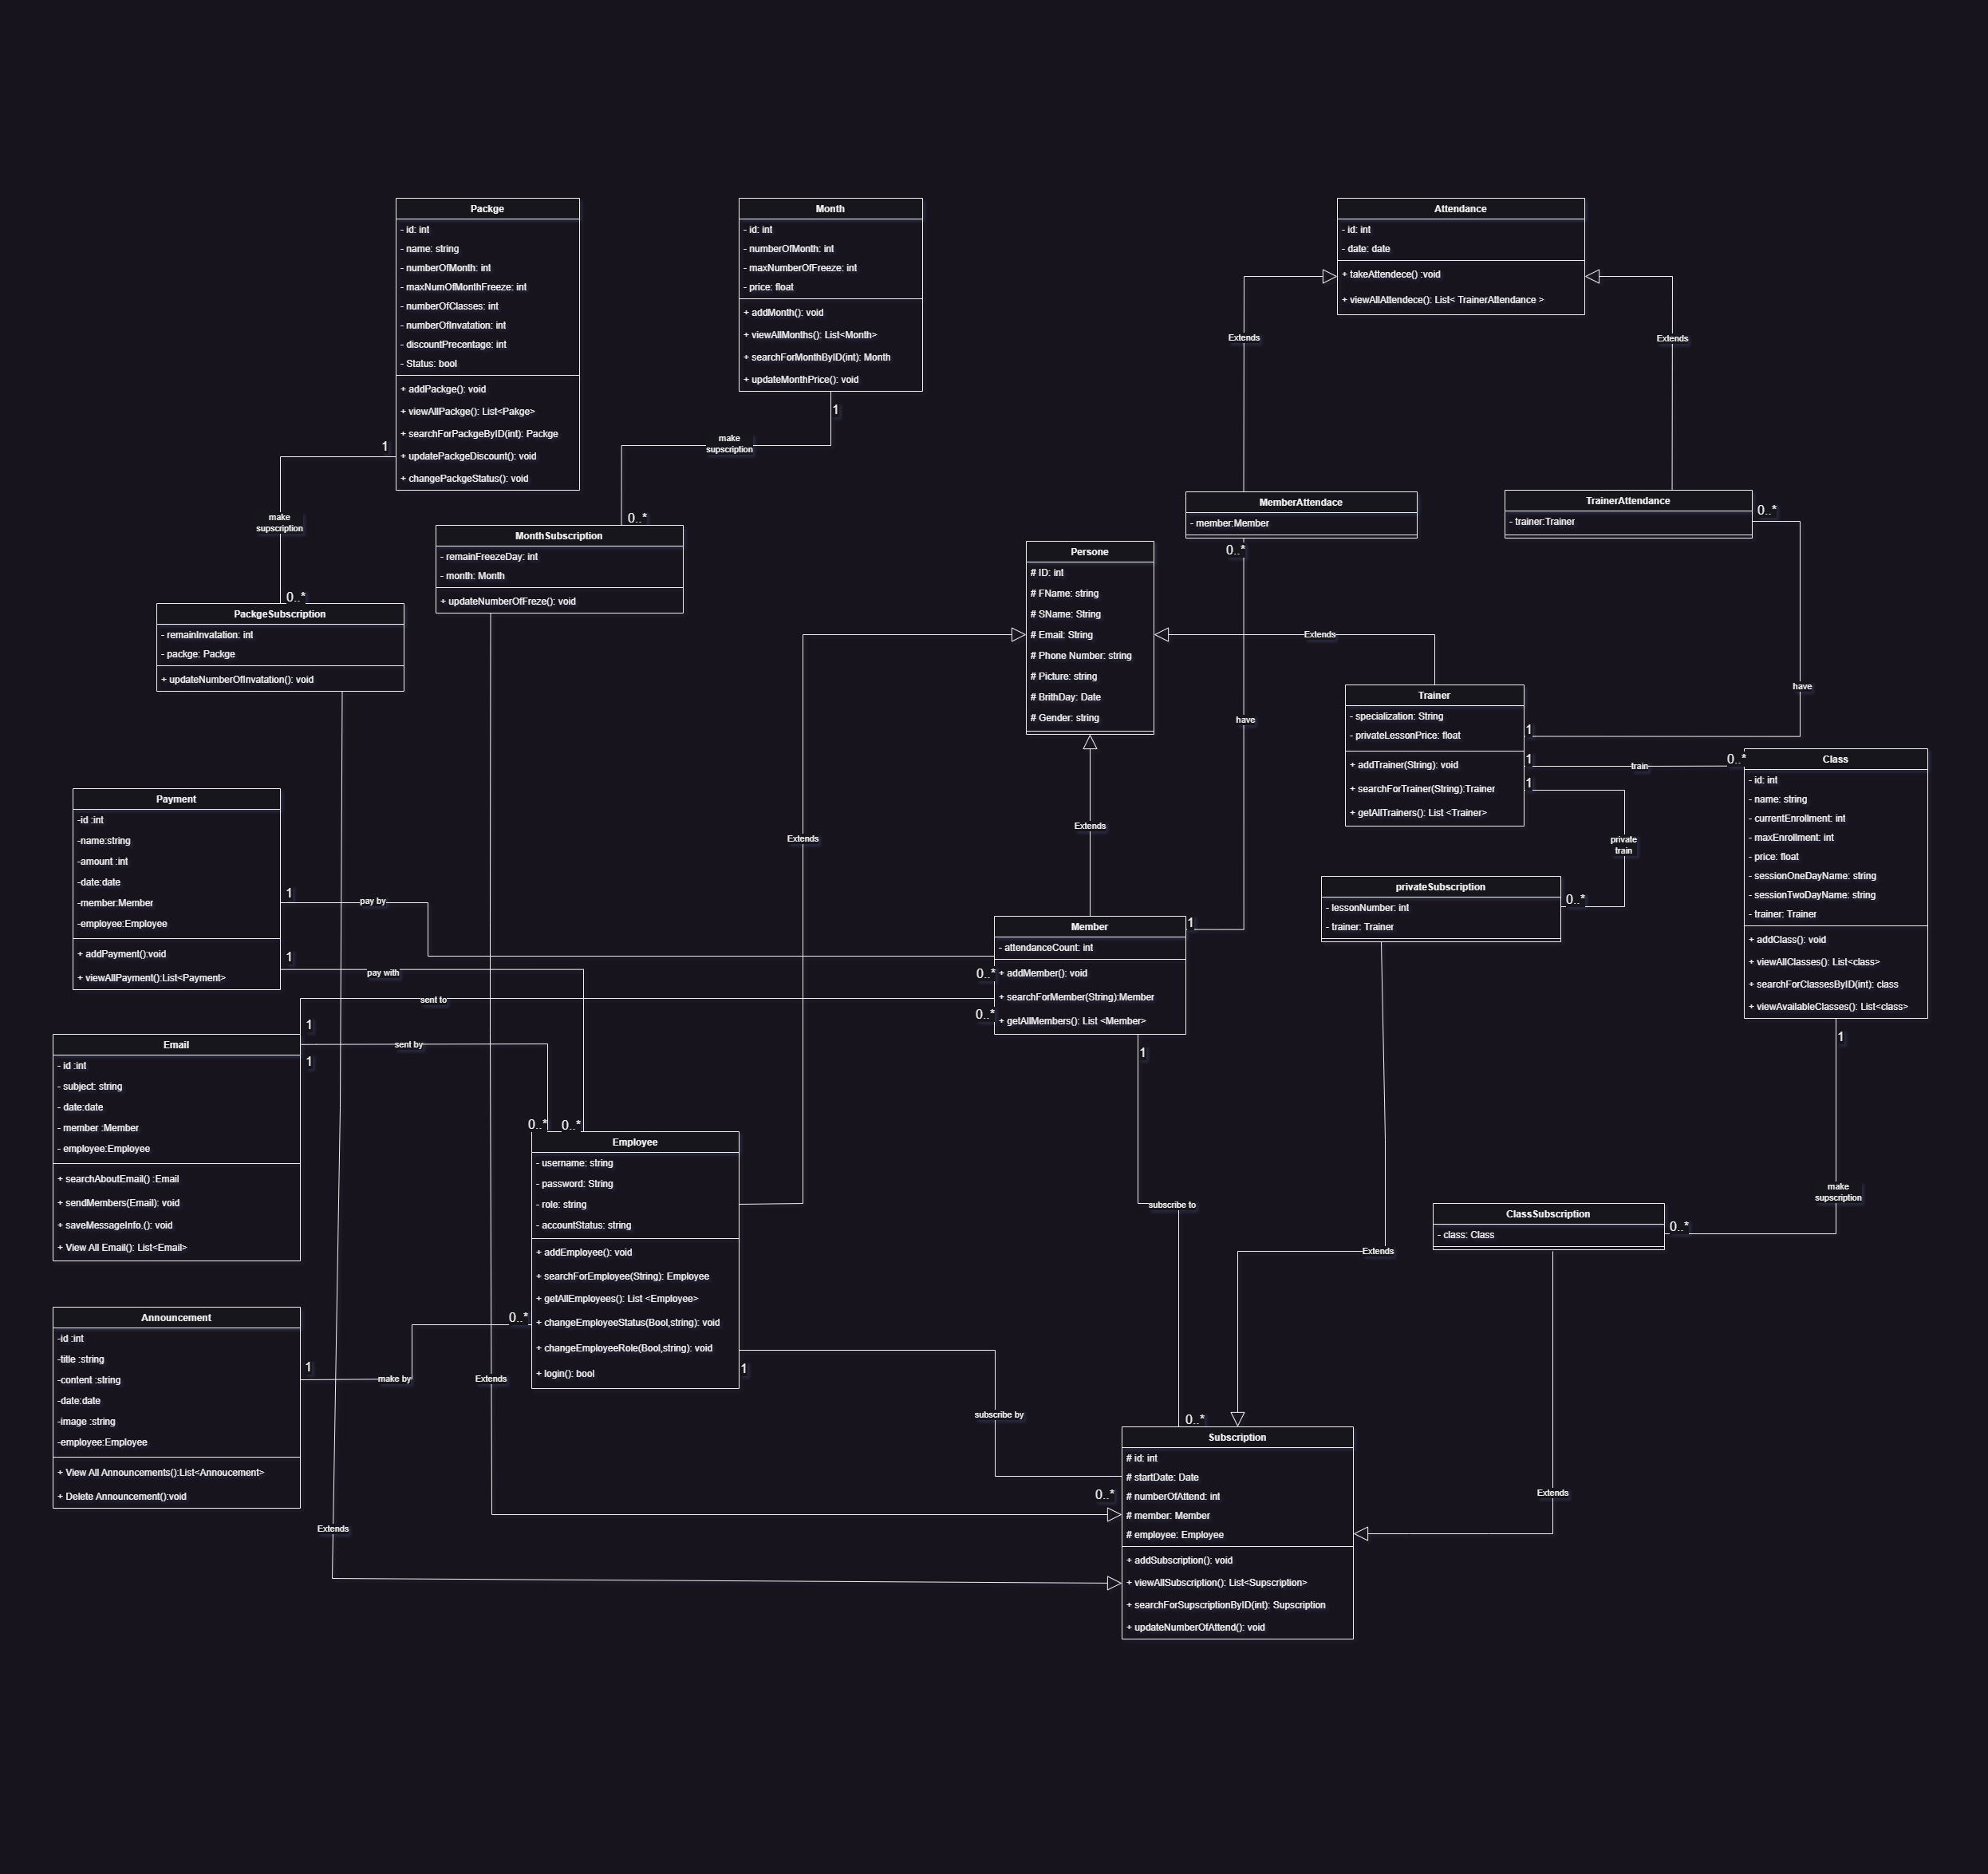 Packge
- id: int
- name: string
- numberOfMonth: int
- maxNumOfMonthFreeze: int
- numberOfClasses: int
- numberOfInvatation: int
- discountPrecentage: int
- Status: bool
+ addPackge(): void
+ viewAllPackge(): List<Pakge>
+ searchForPackgeByID(int): Packge
+ updatePackgeDiscount(): void
+ changePackgeStatus(): void
Month
- id: int
- numberOfMonth: int
- maxNumberOfFreeze: int
- price: float
+ addMonth(): void
+ viewAllMonths(): List<Month>
+ searchForMonthByID(int): Month
+ updateMonthPrice(): void
Attendance
- id: int
- date: date
+ takeAttendece() :void
+ viewAllAttendece(): List< TrainerAttendance >
Extends
Extends
1
make
supscription
0..*
1
make
supscription
0..*
MemberAttendace
- member:Member
0..*
TrainerAttendance
- trainer:Trainer
0..*
have
MonthSubscription
- remainFreezeDay: int
- month: Month
+ updateNumberOfFreze(): void
PackgeSubscription
- remainInvatation: int
- packge: Packge
+ updateNumberOfInvatation(): void
Persone
# ID: int
# FName: string
# SName: String
# Email: String
# Phone Number: string
# Picture: string
# BrithDay: Date
# Gender: string
Extends
have
Extends
Extends
Trainer
- specialization: String
- privateLessonPrice: float
+ addTrainer(String): void
+ searchForTrainer(String):Trainer
+ getAllTrainers(): List <Trainer>
1
1
train
0..*
1
private
train
0..*
Class
- id: int
- name: string
- currentEnrollment: int
- maxEnrollment: int
- price: float
- sessionOneDayName: string
- sessionTwoDayName: string
- trainer: Trainer
+ addClass(): void
+ viewAllClasses(): List<class>
+ searchForClassesByID(int): class
+ viewAvailableClasses(): List<class>
1
make
supscription
0..*
privateSubscription
- lessonNumber: int
- trainer: Trainer
Extends
Payment
-id :int
-name:string
-amount :int
-date:date
-member:Member
-employee:Employee
+ addPayment():void
+ viewAllPayment():List<Payment>
1
pay by
1
pay with
Member
- attendanceCount: int
+ addMember(): void
+ searchForMember(String):Member
+ getAllMembers(): List <Member>
1
0..*
0..*
1
subscribe to
0..*
sent to
1
sent by
1
0..*
0..*
Email
- id :int
- subject: string
- date:date
- member :Member
- employee:Employee
+ searchAboutEmail() :Email
+ sendMembers(Email): void
+ saveMessageInfo.(): void
+ View All Email(): List<Email>
Employee
- username: string
- password: String
- role: string
- accountStatus: string
+ addEmployee(): void
+ searchForEmployee(String): Employee
+ getAllEmployees(): List <Employee>
+ changeEmployeeStatus(Bool,string): void
+ changeEmployeeRole(Bool,string): void
+ login(): bool
0..*
1
make by
1
subscribe by
0..*
Announcement
-id :int
-title :string
-content :string
-date:date
-image :string
-employee:Employee
+ View All Announcements():List<Annoucement>
+ Delete Announcement():void
Extends
Extends
ClassSubscription
- class: Class
Extends
Subscription
# id: int
# startDate: Date
# numberOfAttend: int
# member: Member
# employee: Employee
+ addSubscription(): void
+ viewAllSubscription(): List<Supscription>
+ searchForSupscriptionByID(int): Supscription
+ updateNumberOfAttend(): void